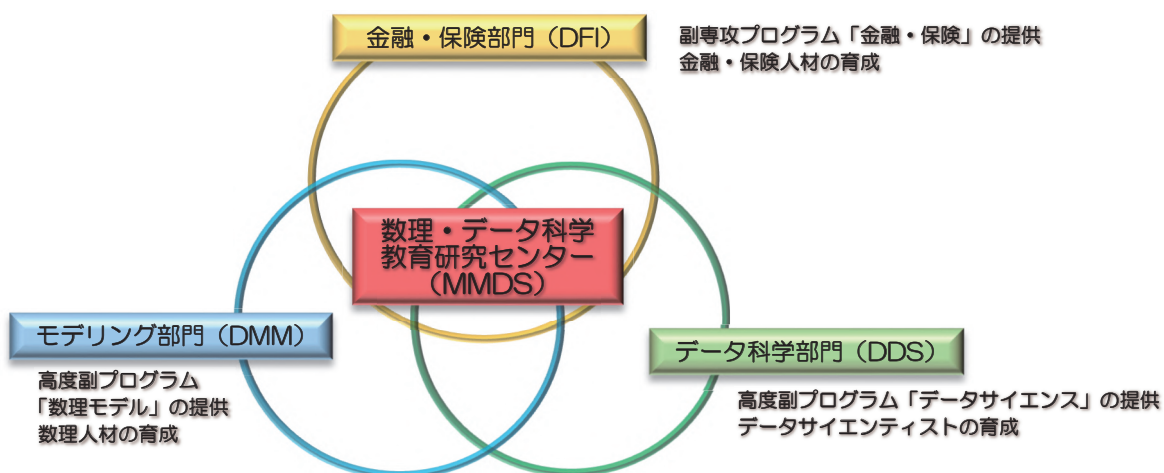 金融・保険部門（DFI）
副専攻プログラム「金融・保険」の提供
金融・保険人材の育成
数理・データ科学
教育研究センター
（MMDS）
モデリング部門（DMM）
高度副プログラム
「数理モデル」の提供
数理人材の育成
データ科学部門（DDS）
高度副プログラム「データサイエンス」の提供
データサイエンティストの育成